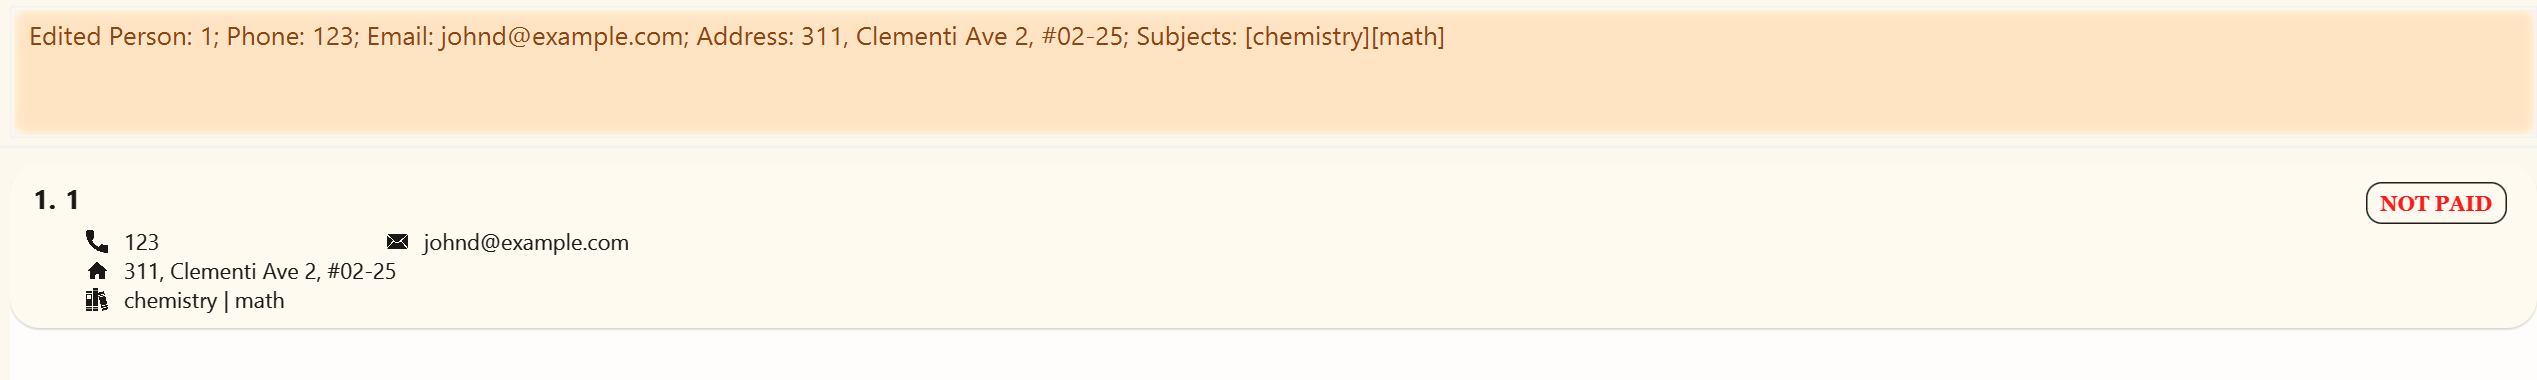 Edited Person: 1; Phone: 123; Email: johnd@example.com; Address: 311, Clementi Ave 2, #02-25; Subjects: [chemistry][math]
1. 1
NOT PAID
123
johnd@example.com
311, Clementi Ave 2, #02-25
chemistry | math